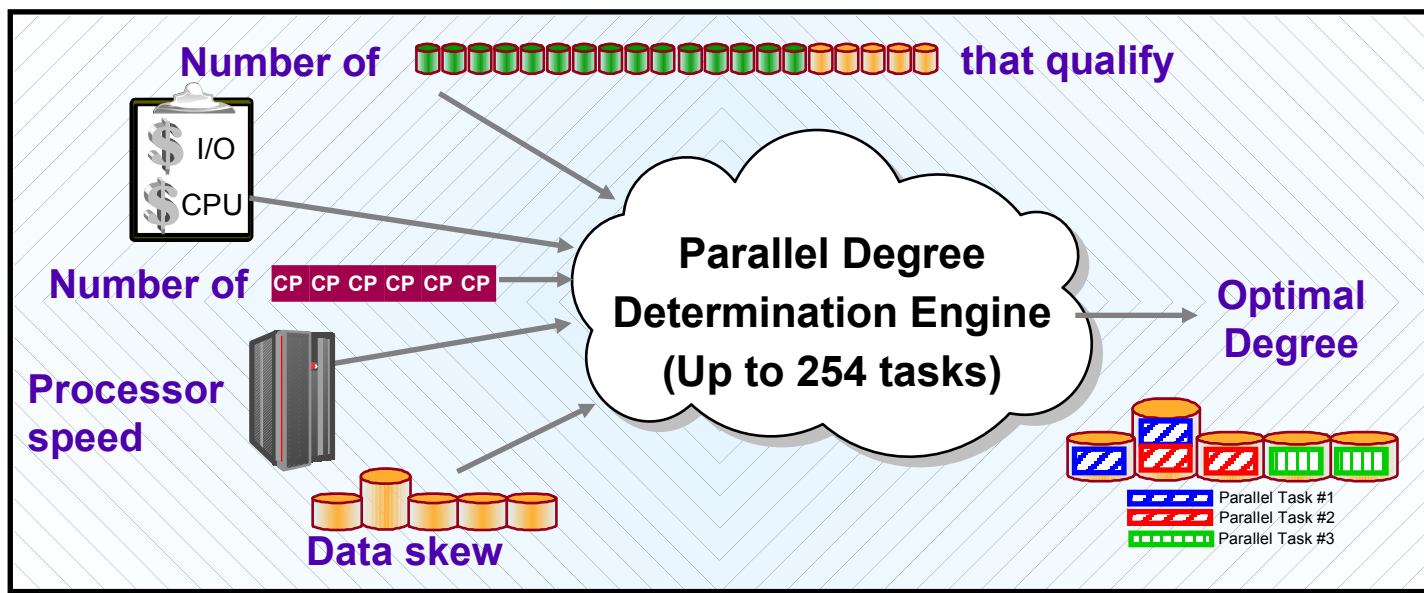 Number of that qualify
$ I/O
$ CPU
Number of CP CP CP CP CP CP
Processor
speed
Data skew
Parallel Degree
Determination Engine
(Up to 254 tasks)
Optimal
Degree
Parallel Task #1
Parallel Task #2
Parallel Task #3